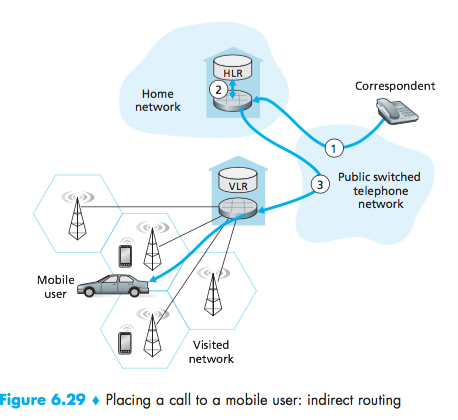 HLR
2
Home
network
Correspondent
1
3
Public switched
telephone
network
VLR
Mobile
user
Visited
network
Figure 6.29 ♦ Placing a call to a mobile user: indirect routing